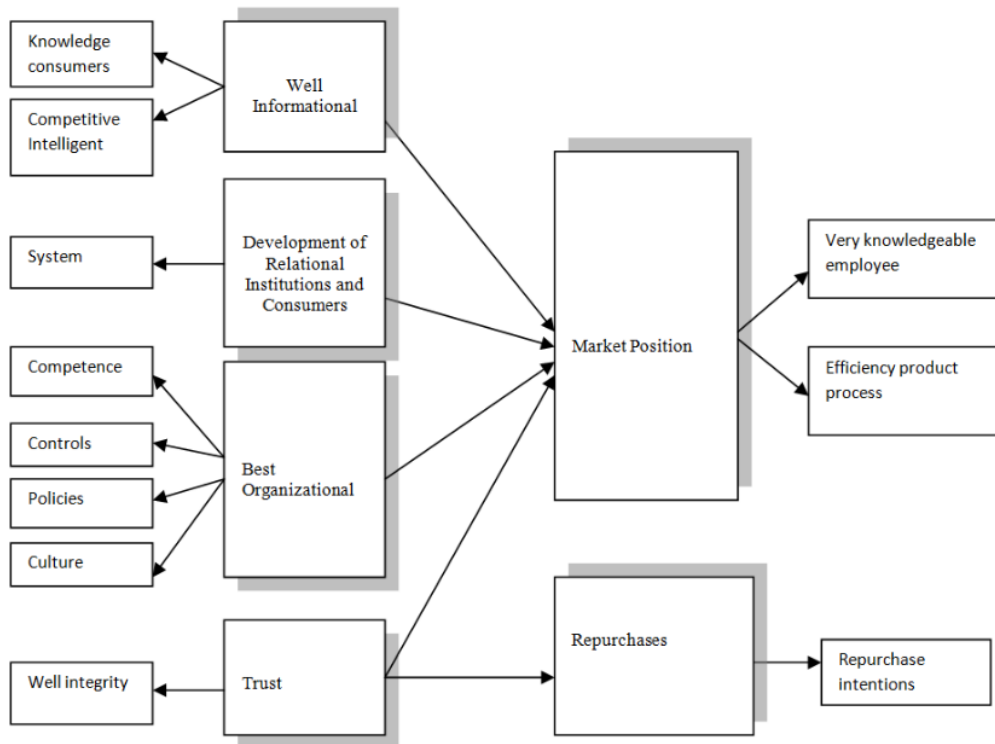 Knowledge
consumers
Competitive
Intelligent
Well
Informational
System
Development of
Relational
Institutions and
Consumers
Competence
Controls
Policies
Culture
Best
Organizational
Well integrity
Trust
Market Position
Very knowledgeable
employee
Efficiency product
process
Repurchases
Repurchase
intentions